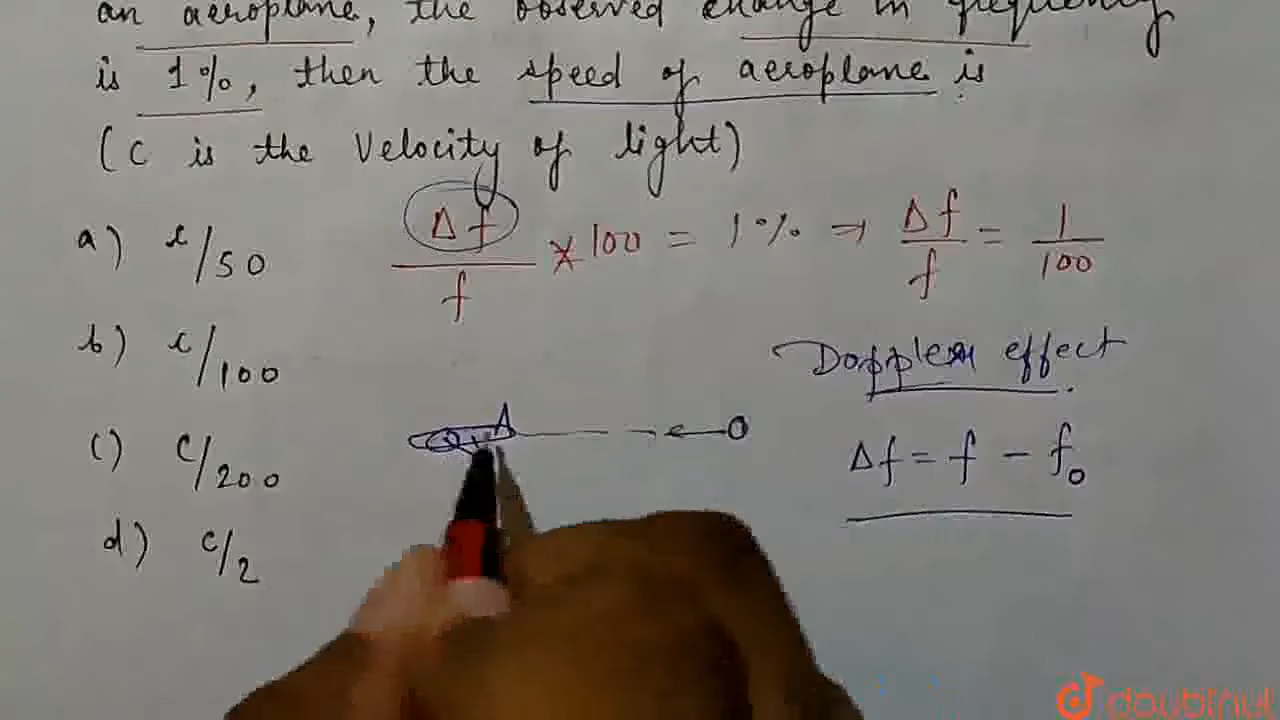 an aeroplane, the observed change in frequency
is 1%, then the speed of aeroplane is
(C is the Velocity of light)
a) c/50
Δf/f × 100 = 1% → Δf/f = 1/100
b) c/100
Doppler effect
A O
Δf = f - f₀
c) C/200
d) C/2
doubtnut